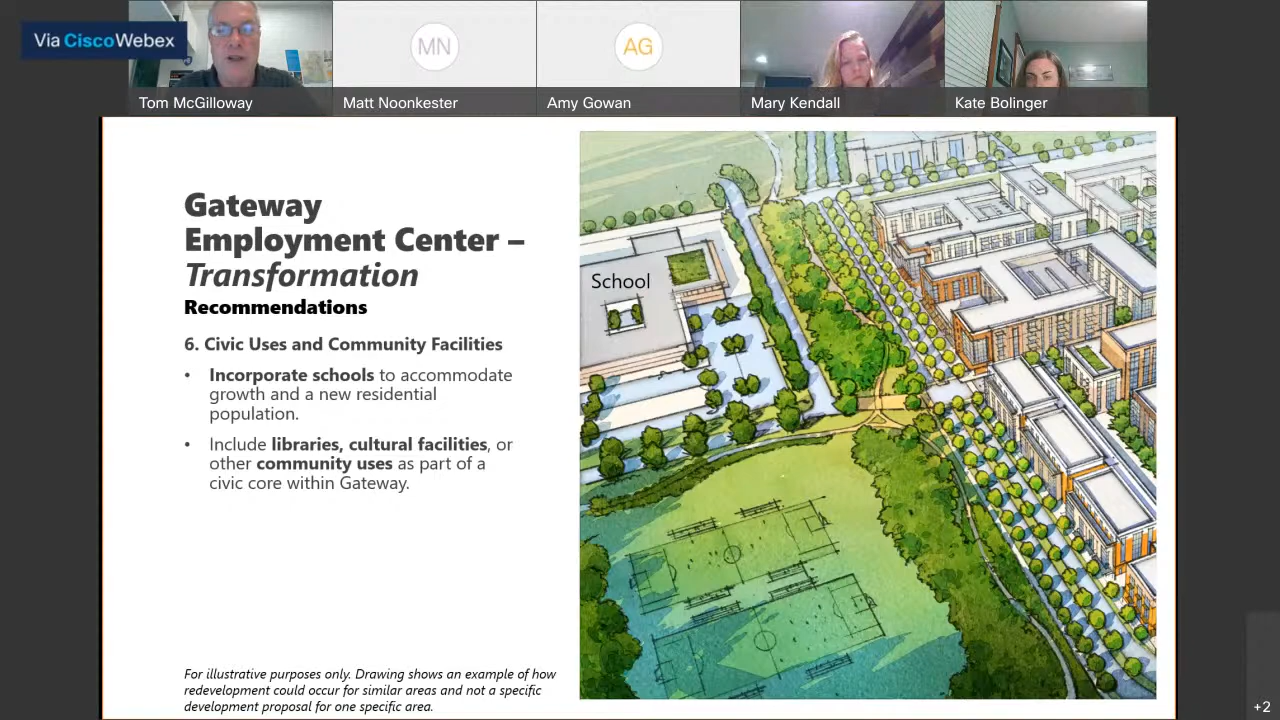 Via CiscoWebex
MN
AG
Tom McGilloway
Matt Noonkester
Amy Gowan
Mary Kendall
Kate Bolinger
Gateway
Employment Center –
Transformation
Recommendations
6. Civic Uses and Community Facilities
• Incorporate schools to accommodate
growth and a new residential
population.
• Include libraries, cultural facilities, or
other community uses as part of a
civic core within Gateway.
For illustrative purposes only. Drawing shows an example of how
redevelopment could occur for similar areas and not a specific
development proposal for one specific area.
School
+2